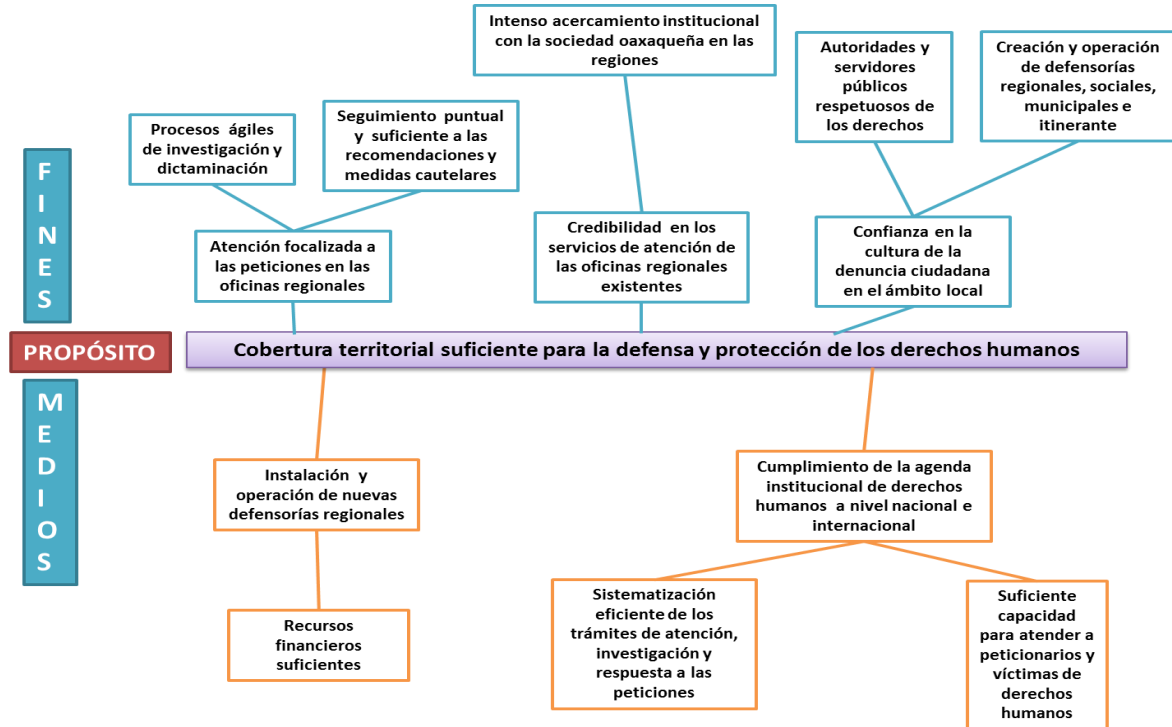 Intenso acercamiento institucional
con la sociedad oaxaqueña en las
regiones
Autoridades y
servidores
públicos
respetuosos de
los derechos
Creación y operación
de defensorías
regionales, sociales,
municipales e
itinerante
Procesos ágiles
de investigación y
dictaminación
Seguimiento puntual
y suficiente a las
recomendaciones y
medidas cautelares
FINES
Atención focalizada a
las peticiones en las
oficinas regionales
Credibilidad en los
servicios de atención de
las oficinas regionales
existentes
Confianza en la
cultura de la
denuncia ciudadana
en el ámbito local
PROPÓSITO
Cobertura territorial suficiente para la defensa y protección de los derechos humanos
MEDIOS
Instalación y
operación de nuevas
defensorías regionales
Cumplimiento de la agenda
institucional de derechos
humanos a nivel nacional e
internacional
Recursos
financieros
suficientes
Sistematización
eficiente de los
trámites de atención,
investigación y
respuesta a las
peticiones
Suficiente
capacidad
para atender a
peticionarios y
víctimas de
derechos
humanos